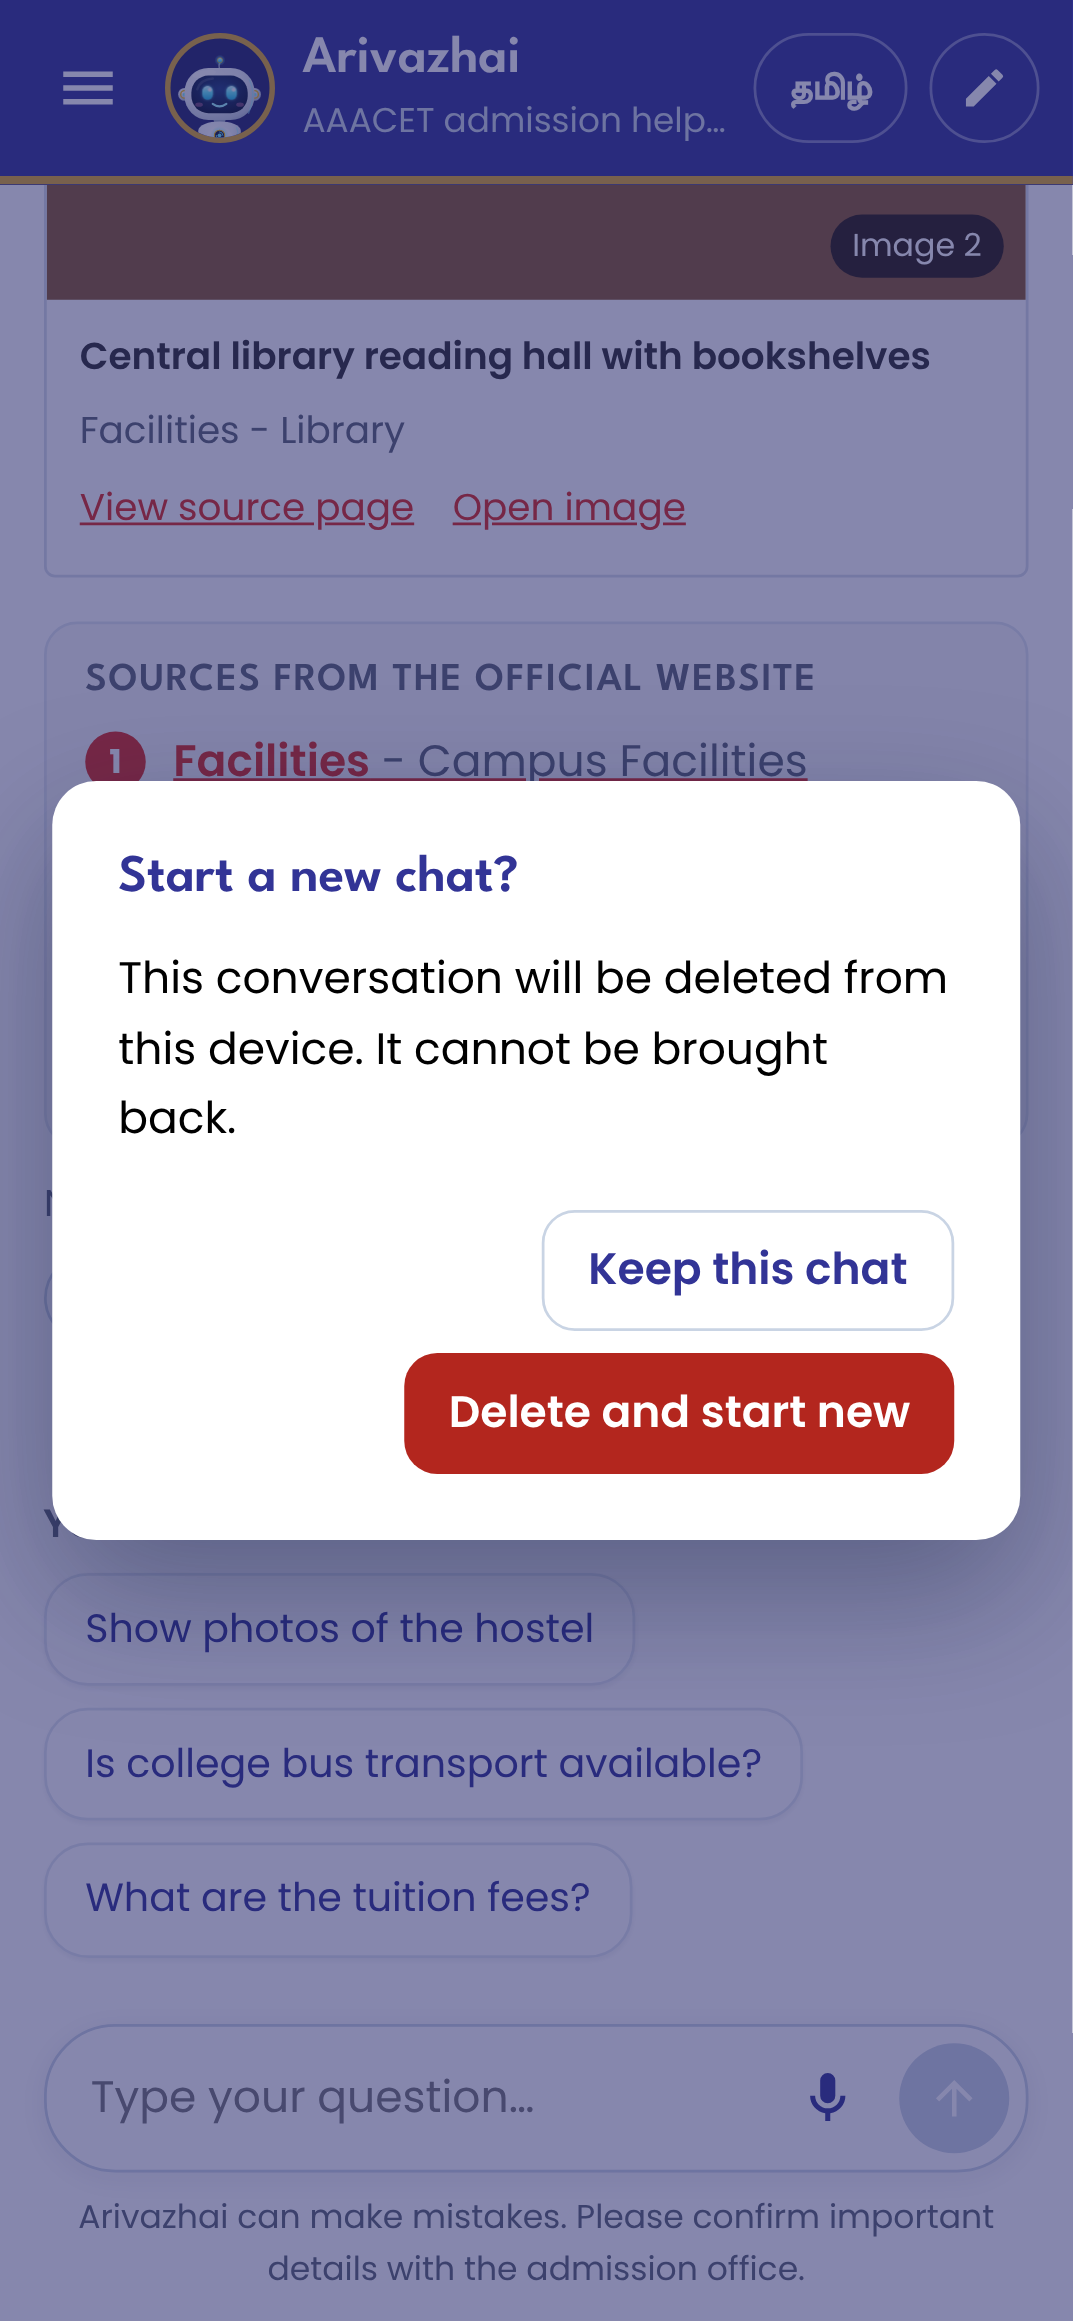 Arivazhai
AAACET admission help...
தமிழ்
Image 2
Central library reading hall with bookshelves
Facilities - Library
View source page Open image
SOURCES FROM THE OFFICIAL WEBSITE
1 Facilities - Campus Facilities
Start a new chat?
This conversation will be deleted from
this device. It cannot be brought
back.
Keep this chat
Delete and start new
Show photos of the hostel
Is college bus transport available?
What are the tuition fees?
Type your question...
Arivazhai can make mistakes. Please confirm important
details with the admission office.